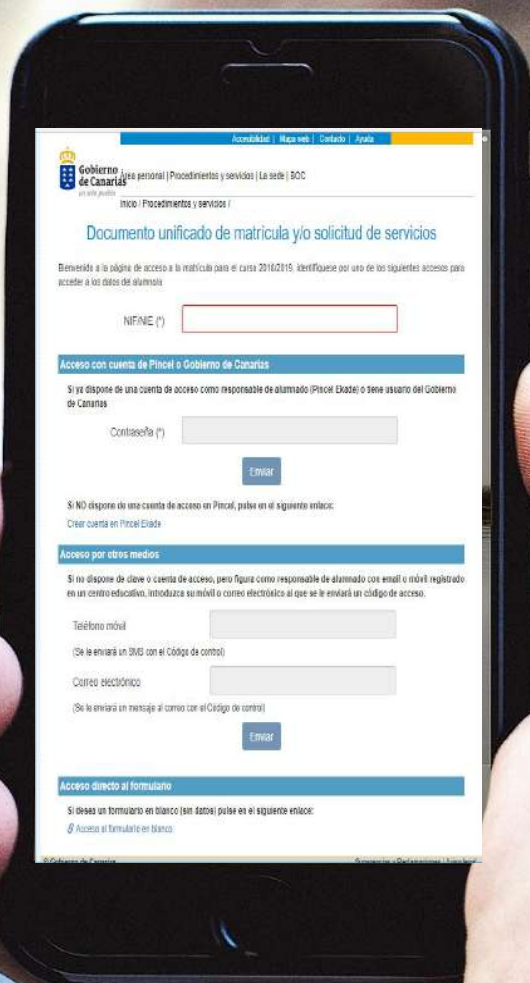 Accesibilidad | Mapa web | Contacto | Ayuda
Gobierno
de Canarias
un solo pueblo
Área personal | Procedimientos y servicios | La sede | BOC
Inicio / Procedimientos y servicios /
Documento unificado de matrícula y/o solicitud de servicios
Bienvenido a la página de acceso a la matrícula para el curso 2018/2019, identifíquese por uno de los siguientes accesos para
acceder a los datos del alumno/a
NIF/NIE (*)
Acceso con cuenta de Pincel o Gobierno de Canarias
Si ya dispone de una cuenta de acceso como responsable de alumnado (Pincel Ekade) o tiene usuario del Gobierno
de Canarias
Contraseña (*)
Enviar
Si NO dispone de una cuenta de acceso en Pincel, pulse en el siguiente enlace:
Crear cuenta en Pincel Ekade
Acceso por otros medios
Si no dispone de clave o cuenta de acceso, pero figura como responsable de alumnado con email o móvil registrado
en un centro educativo, introduzca su móvil o correo electrónico al que se le enviará un código de acceso.
Teléfono móvil
(Se le enviará un SMS con el Código de control)
Correo electrónico
(Se le enviará un mensaje al correo con el Código de control)
Enviar
Acceso directo al formulario
Si desea un formulario en blanco (sin datos) pulse en el siguiente enlace:
Acceso al formulario en blanco
© Gobierno de Canarias
Sugerencias y Reclamaciones | Aviso legal